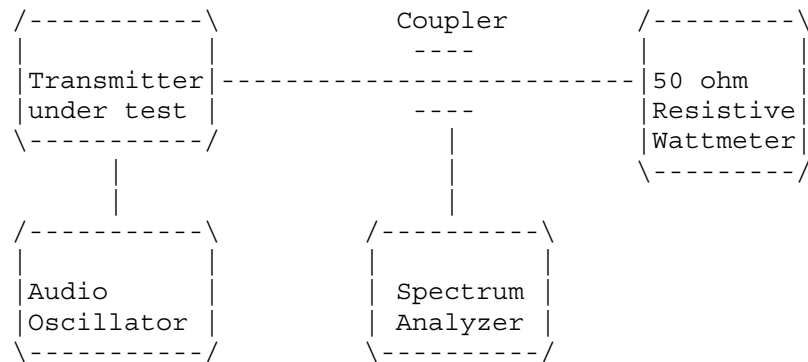 /-----------\              Coupler          /---------\
|           |               ----            |         |
|Transmitter|-------------------------------|50 ohm   |
|under test |               ----            |Resistive|
\-----------/                 |             |Wattmeter|
      |                       |             \---------/
      |                       |
/-----------\           /----------\
|           |           |          |
|Audio      |           | Spectrum |
|Oscillator |           | Analyzer |
\-----------/           \----------/